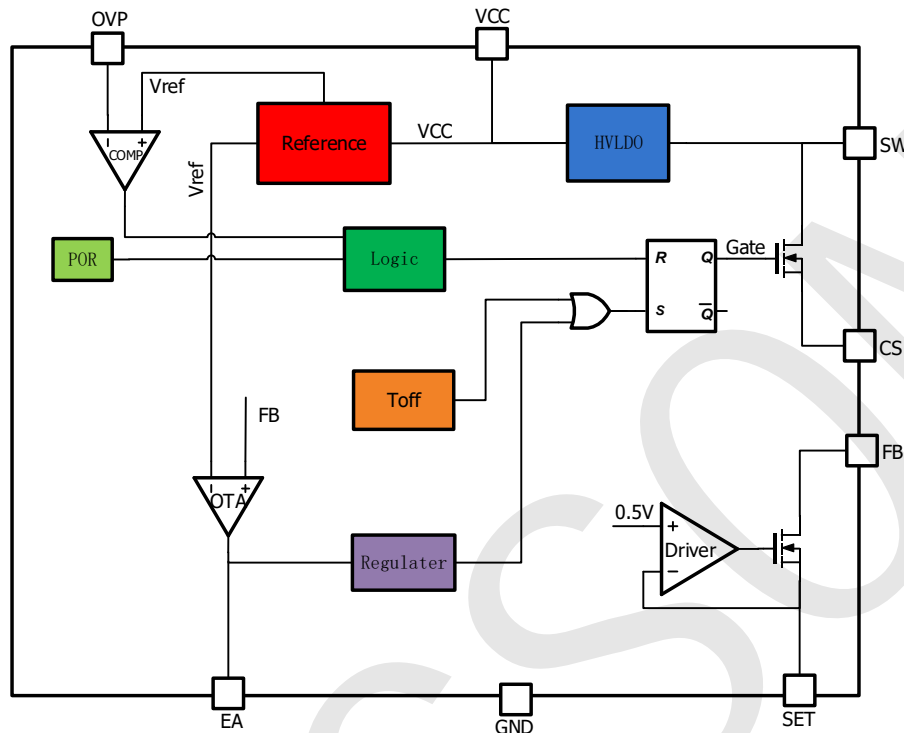 OVP
VCC
Vref
Reference
VCC
HVLDO
SW
- +
COMP
Vref
POR
Logic
R Q
S Q
Gate
CS
Toff
FB
FB
- +
OTA
0.5V
+
Driver
-
Regulater
EA
GND
SET